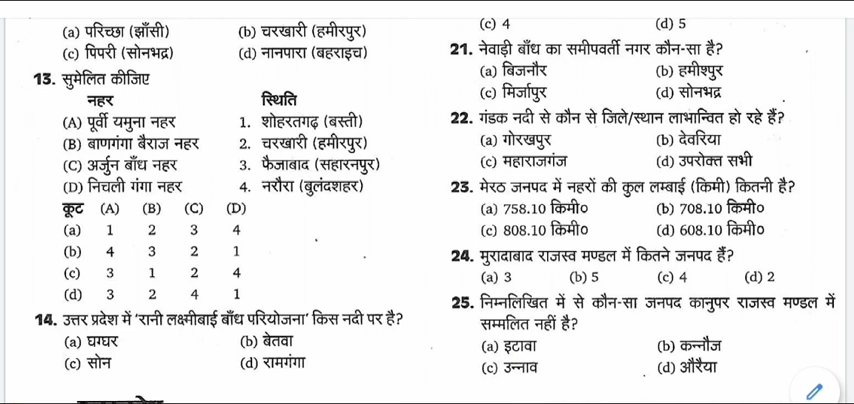 (a) परिच्छा (झाँसी) (b) चरखारी (हमीरपुर)
(c) पिपरी (सोनभद्र) (d) नानपारा (बहराइच)
13. सुमेलित कीजिए
नहर स्थिति
(A) पूर्वी यमुना नहर 1. शोहरतगढ़ (बस्ती)
(B) बाणगंगा बैराज नहर 2. चरखारी (हमीरपुर)
(C) अर्जुन बाँध नहर 3. फैजाबाद (सहारनपुर)
(D) निचली गंगा नहर 4. नरौरा (बुलंदशहर)
कूट (A) (B) (C) (D)
(a) 1 2 3 4
(b) 4 3 2 1
(c) 3 1 2 4
(d) 3 2 4 1
14. उत्तर प्रदेश में 'रानी लक्ष्मीबाई बाँध परियोजना' किस नदी पर है?
(a) घग्घर (b) बेतवा
(c) सोन (d) रामगंगा
(c) 4 (d) 5
21. नेवाड़ी बाँध का समीपवर्ती नगर कौन-सा है?
(a) बिजनौर (b) हमीश्पुर
(c) मिर्जापुर (d) सोनभद्र
22. गंडक नदी से कौन से जिले/स्थान लाभान्वित हो रहे हैं?
(a) गोरखपुर (b) देवरिया
(c) महाराजगंज (d) उपरोक्त सभी
23. मेरठ जनपद में नहरों की कुल लम्बाई (किमी) कितनी है?
(a) 758.10 किमी० (b) 708.10 किमी०
(c) 808.10 किमी० (d) 608.10 किमी०
24. मुरादाबाद राजस्व मण्डल में कितने जनपद हैं?
(a) 3 (b) 5 (c) 4 (d) 2
25. निम्नलिखित में से कौन-सा जनपद कानुपर राजस्व मण्डल में
सम्मलित नहीं है?
(a) इटावा (b) कन्नौज
(c) उन्नाव (d) औरैया